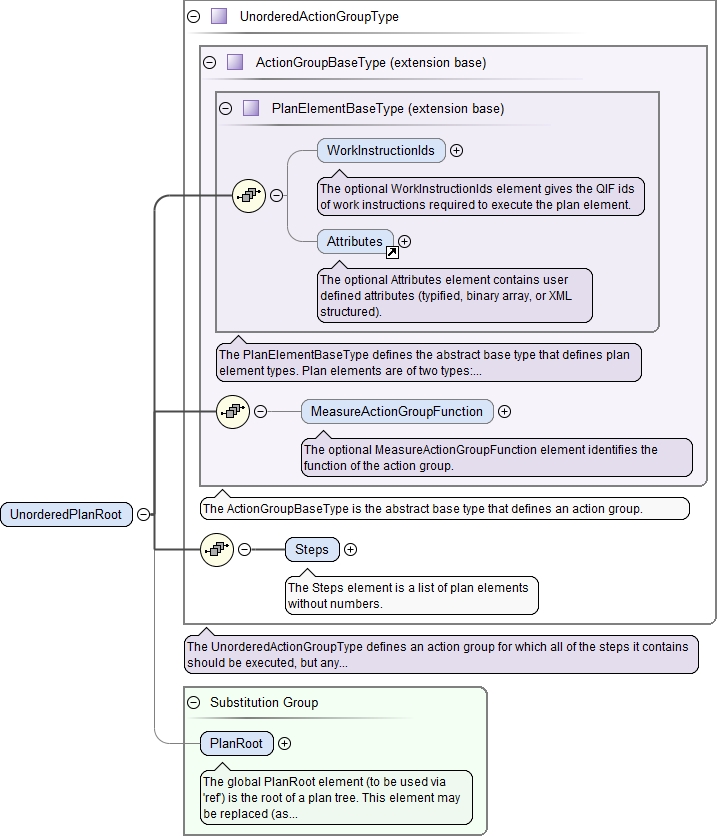 UnorderedActionGroupType
ActionGroupBaseType (extension base)
PlanElementBaseType (extension base)
WorkInstructionIds
The optional WorkInstructionIds element gives the QIF ids
of work instructions required to execute the plan element.
Attributes
The optional Attributes element contains user
defined attributes (typified, binary array, or XML
structured).
The PlanElementBaseType defines the abstract base type that defines plan
element types. Plan elements are of two types:...
MeasureActionGroupFunction
The optional MeasureActionGroupFunction element identifies the
function of the action group.
The ActionGroupBaseType is the abstract base type that defines an action group.
UnorderedPlanRoot
Steps
The Steps element is a list of plan elements
without numbers.
The UnorderedActionGroupType defines an action group for which all of the steps it contains
should be executed, but any...
Substitution Group
PlanRoot
The global PlanRoot element (to be used via
'ref') is the root of a plan tree. This element may
be replaced (as...